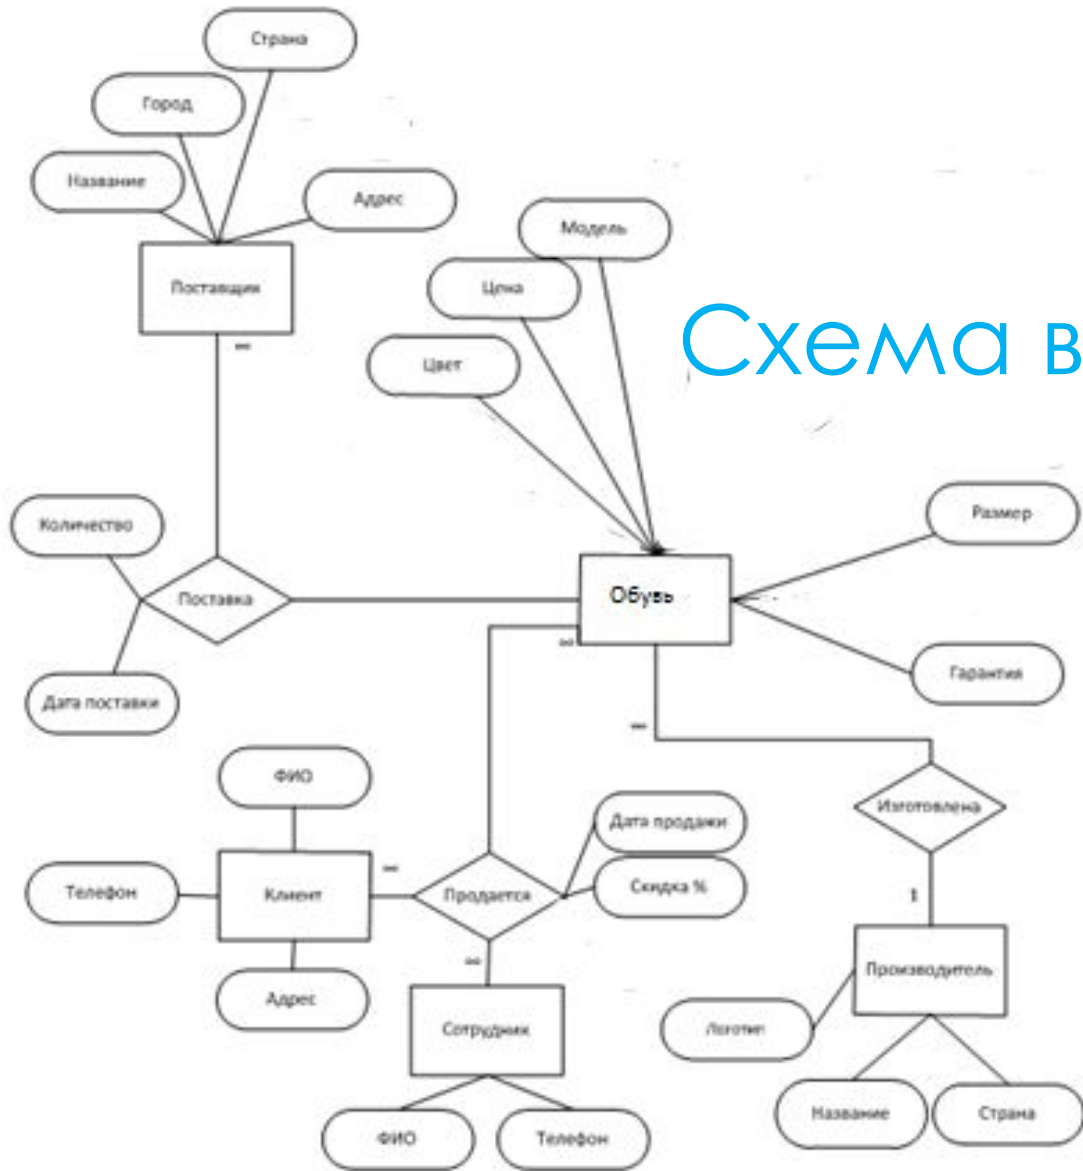 Страна
Город
Название
Адрес
Поставщик
∞
Модель
Цена
Цвет
Схема в
Количество
Поставка
Дата поставки
Обувь
∞
Размер
Гарантия
∞
Изготовлена
1
Производитель
Логотип
Название
Страна
ФИО
Телефон
Клиент
Адрес
∞
Продается
Дата продажи
Скидка %
∞
Сотрудник
ФИО
Телефон